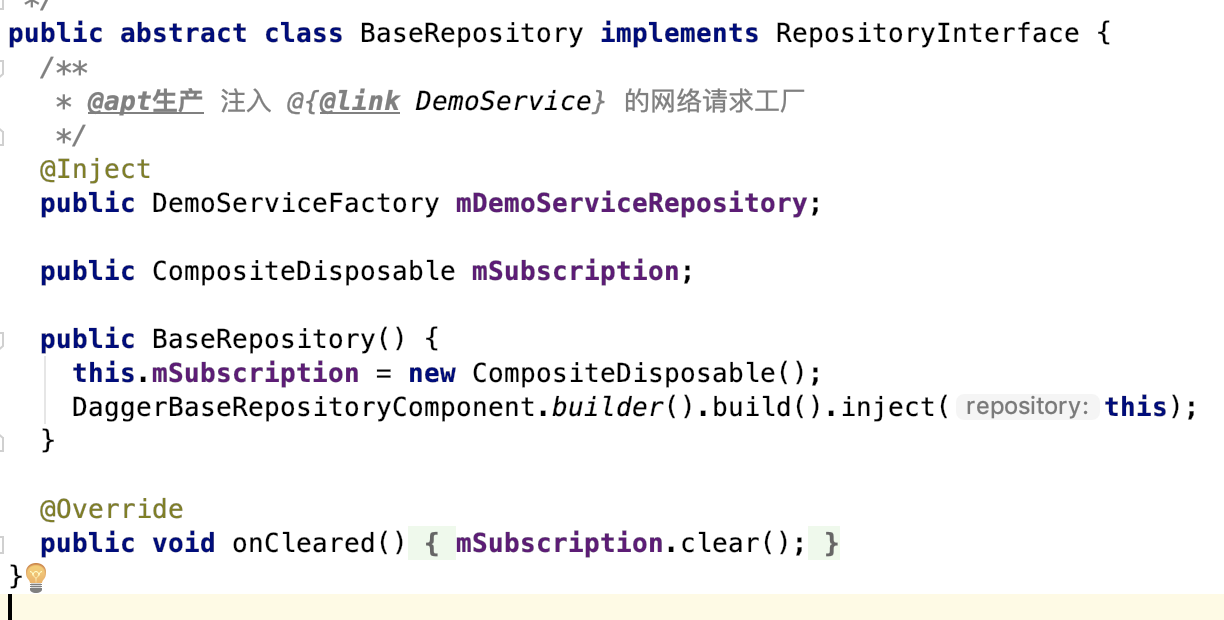 */
public abstract class BaseRepository implements RepositoryInterface {
/**
* @apt生产 注入 @{@link DemoService} 的网络请求工厂
*/
@Inject
public DemoServiceFactory mDemoServiceRepository;
public CompositeDisposable mSubscription;
public BaseRepository() {
this.mSubscription = new CompositeDisposable();
DaggerBaseRepositoryComponent.builder().build().inject( repository: this);
}
@Override
public void onCleared() { mSubscription.clear(); }
}